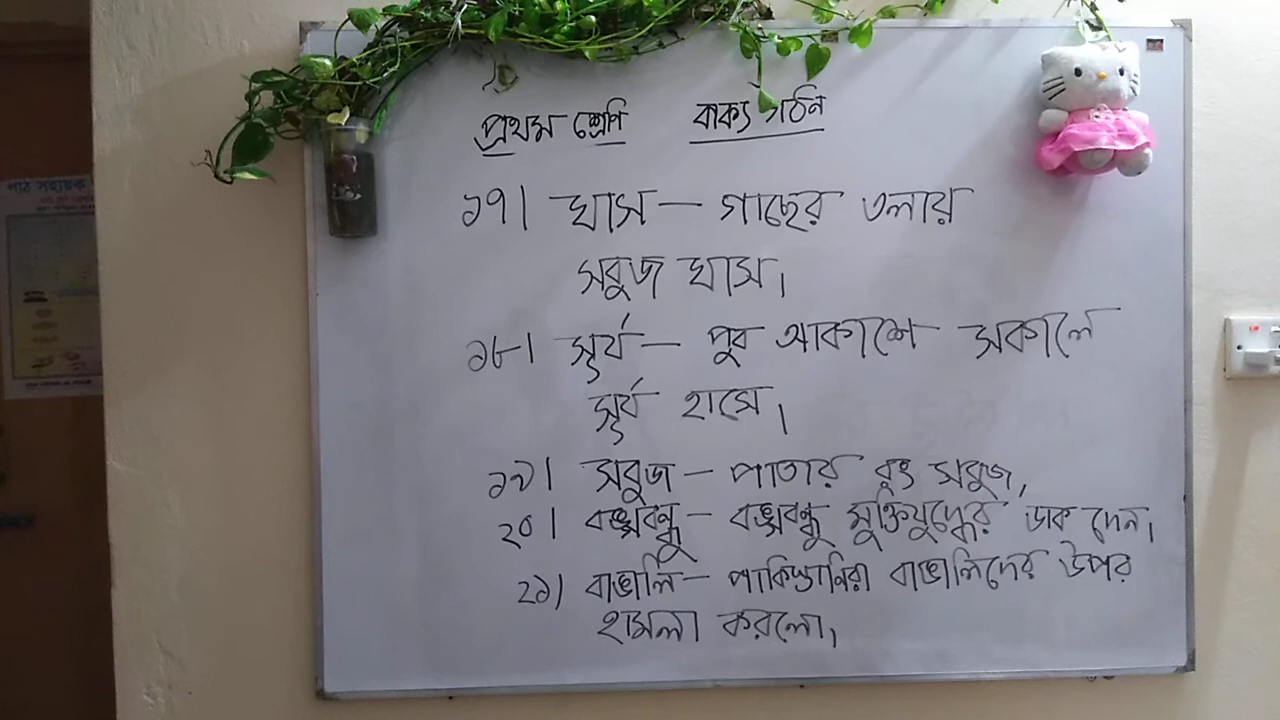 পাঠ সহায়ক
প্রথম শ্রেণি বাক্য গঠন
১৭। ঘাস — গাছের তলায়
সবুজ ঘাস।
১৮। সূর্য — পুব আকাশে সকালে
সূর্য হাসে।
১৯। সবুজ — পাতার রং সবুজ,
২০। বঙ্গবন্ধু — বঙ্গবন্ধু মুক্তিযুদ্ধের ডাক দেন।
২১) বাঙালি — পাকিস্তানিরা বাঙালিদের উপর
হামলা করলো,